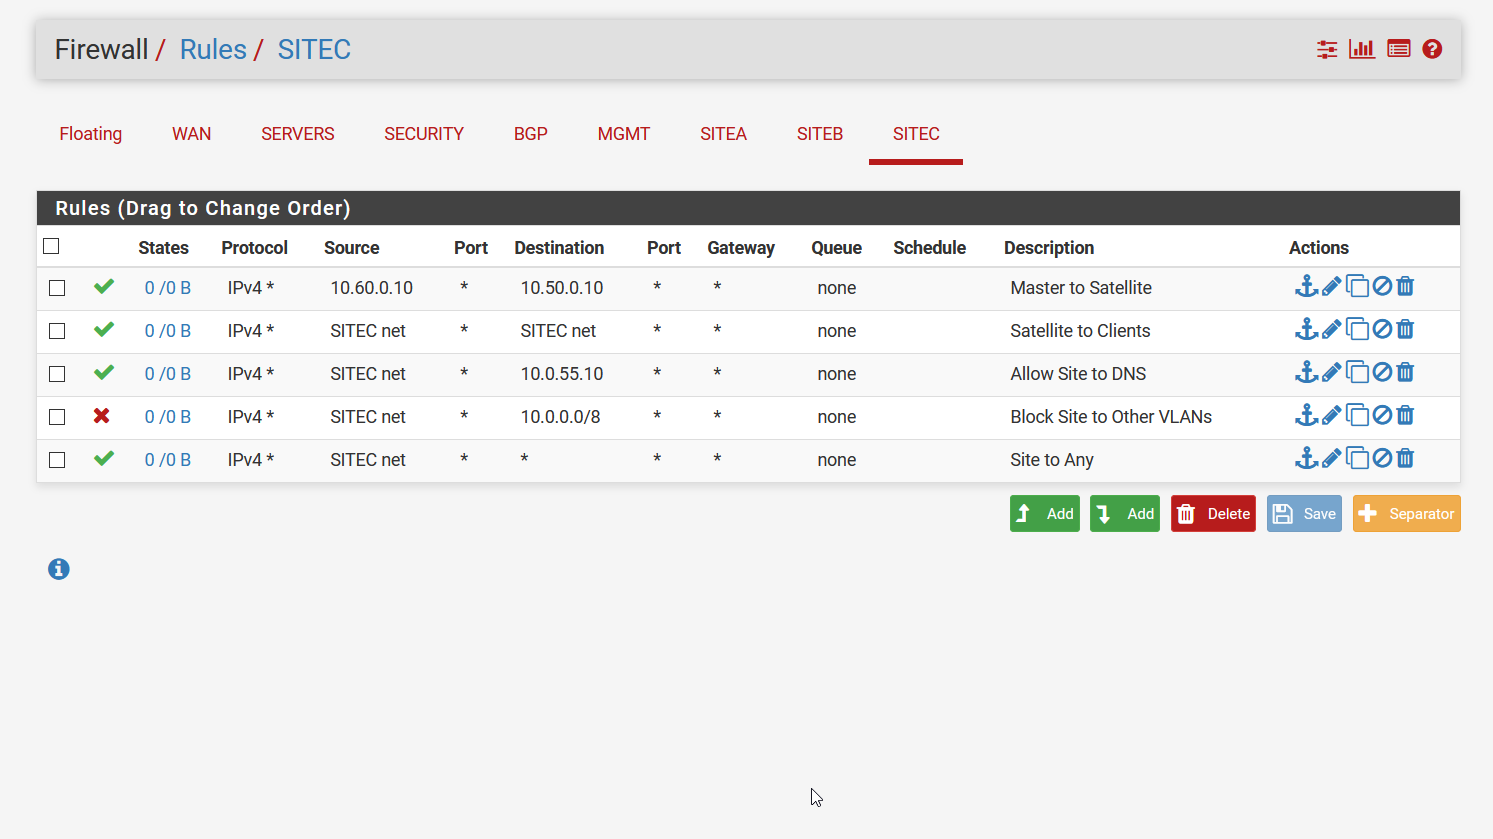 Firewall / Rules / SITEC
Floating WAN SERVERS SECURITY BGP MGMT SITEA SITEB SITEC
Rules (Drag to Change Order)
States Protocol Source Port Destination Port Gateway Queue Schedule Description Actions
0 /0 B IPv4 * 10.60.0.10 * 10.50.0.10 * * none Master to Satellite
0 /0 B IPv4 * SITEC net * SITEC net * * none Satellite to Clients
0 /0 B IPv4 * SITEC net * 10.0.55.10 * * none Allow Site to DNS
0 /0 B IPv4 * SITEC net * 10.0.0.0/8 * * none Block Site to Other VLANs
0 /0 B IPv4 * SITEC net * * * * none Site to Any
Add Add Delete Save Separator